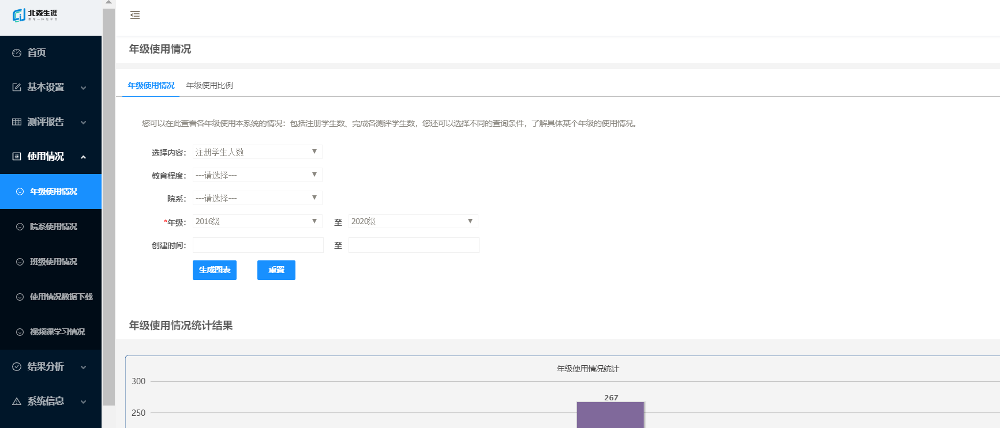 北森生涯
教育一体化平台
首页
基本设置
测评报告
使用情况
年级使用情况
院系使用情况
班级使用情况
使用情况数据下载
视频课学习情况
结果分析
系统信息
年级使用情况
年级使用情况 年级使用比例
您可以在此查看各年级使用本系统的情况：包括注册学生数、完成各测评学生数，您还可以选择不同的查询条件，了解具体某个年级的使用情况。
选择内容： 注册学生人数
教育程度： ---请选择---
院系： ---请选择---
*年级： 2016级 至 2020级
创建时间： 至
生成图表 重置
年级使用情况统计结果
年级使用情况统计
300
267
250